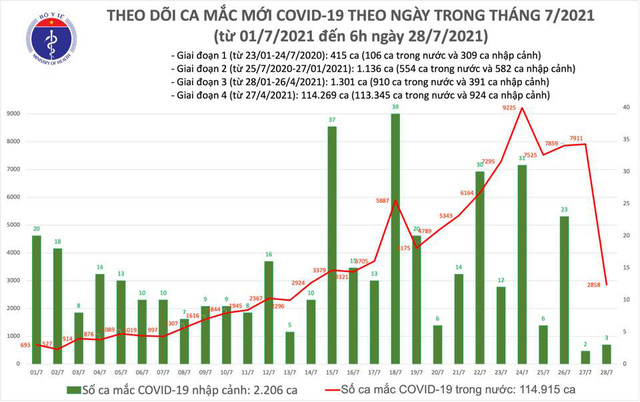 BỘ Y TẾ
MINISTRY OF HEALTH
THEO DÕI CA MẮC MỚI COVID-19 THEO NGÀY TRONG THÁNG 7/2021
(từ 01/7/2021 đến 6h ngày 28/7/2021)
- Giai đoạn 1 (từ 23/01-24/7/2020): 415 ca (106 ca trong nước và 309 ca nhập cảnh)
- Giai đoạn 2 (từ 25/7/2020-27/01/2021): 1.136 ca (554 ca trong nước và 582 ca nhập cảnh)
- Giai đoạn 3 (từ 28/01-26/4/2021): 1.301 ca (910 ca trong nước và 391 ca nhập cảnh)
- Giai đoạn 4 (từ 27/4/2021): 114.269 ca (113.345 ca trong nước và 924 ca nhập cảnh)
9000
8000
7000
6000
5000
4000
3000
2000
1000
0
40
35
30
25
20
15
10
5
0
20 18 8 14 13 10 10 7 9 9 8 16 5 10 37 15 13 39 20 6 14 30 12 31 6 23 2 3
693 527 914 876 1019 997 307 1616 844 1945 2367 2296 2924 3379 3321 3705 5887 175 4789 5343 6164 7295 9225 7525 7859 7911 2858
01/7 02/7 03/7 04/7 05/7 06/7 07/7 08/7 09/7 10/7 11/7 12/7 13/7 14/7 15/7 16/7 17/7 18/7 19/7 20/7 21/7 22/7 23/7 24/7 25/7 26/7 27/7 28/7
Số ca mắc COVID-19 nhập cảnh: 2.206 ca
Số ca mắc COVID-19 trong nước: 114.915 ca